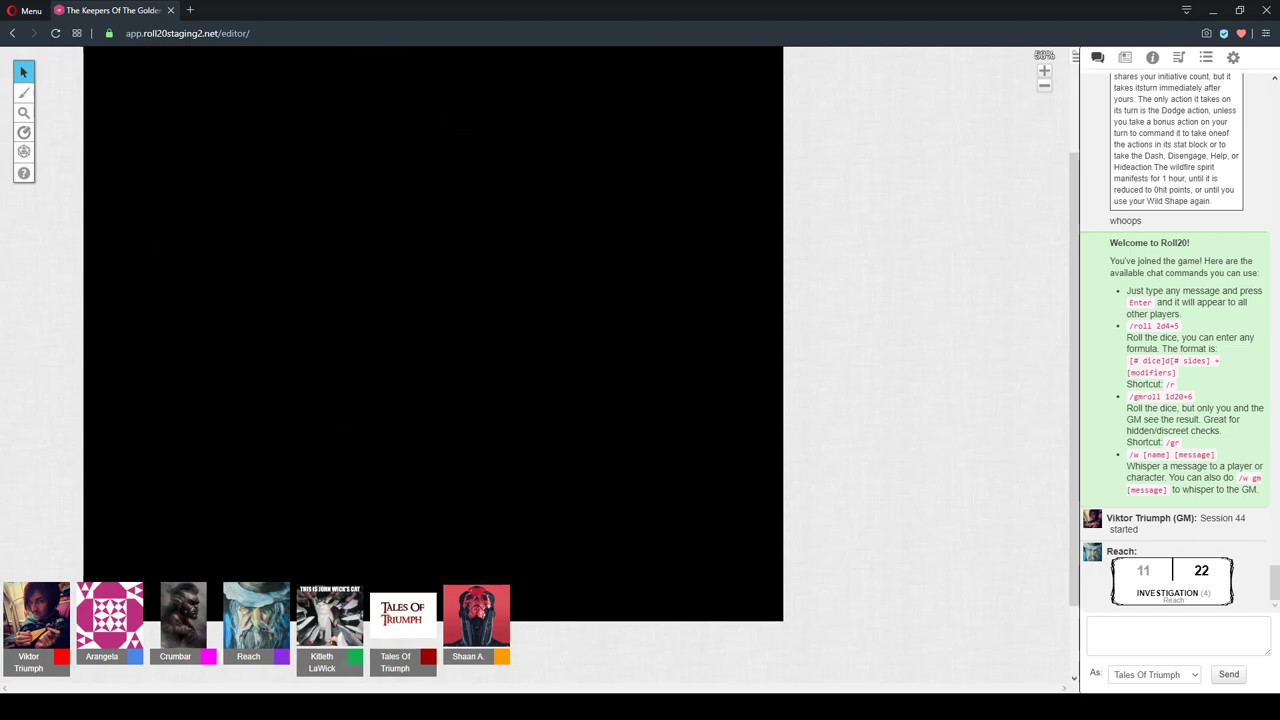 Menu
The Keepers Of The Golden
app.roll20staging2.net/editor/
shares your initiative count, but it
takes itsturn immediately after
yours. The only action it takes on
its turn is the Dodge action, unless
you take a bonus action on your
turn to command it to take oneof
the actions in its stat block or to
take the Dash, Disengage, Help, or
Hideaction.The wildfire spirit
manifests for 1 hour, until it is
reduced to 0hit points, or until you
use your Wild Shape again.
whoops
Welcome to Roll20!
You've joined the game! Here are the
available chat commands you can use:
• Just type any message and press
Enter and it will appear to all
other players.
• /roll 2d4+5
Roll the dice, you can enter any
formula. The format is:
[# dice]d[# sides] +
[modifiers]
Shortcut: /r
• /gmroll 1d20+6
Roll the dice, but only you and the
GM see the result. Great for
hidden/discreet checks.
Shortcut: /gr
• /w [name] [message]
Whisper a message to a player or
character. You can also do /w gm
[message] to whisper to the GM.
Viktor Triumph (GM): Session 44
started
Reach:
11 22
INVESTIGATION (4)
Reach
THIS IS JOHN WICK'S CAT
TALES OF
TRIUMPH
Viktor
Triumph
Arangela
Crumbar
Reach
Kitleth
LaWick
Tales Of
Triumph
Shaan A.
As: Tales Of Triumph Send